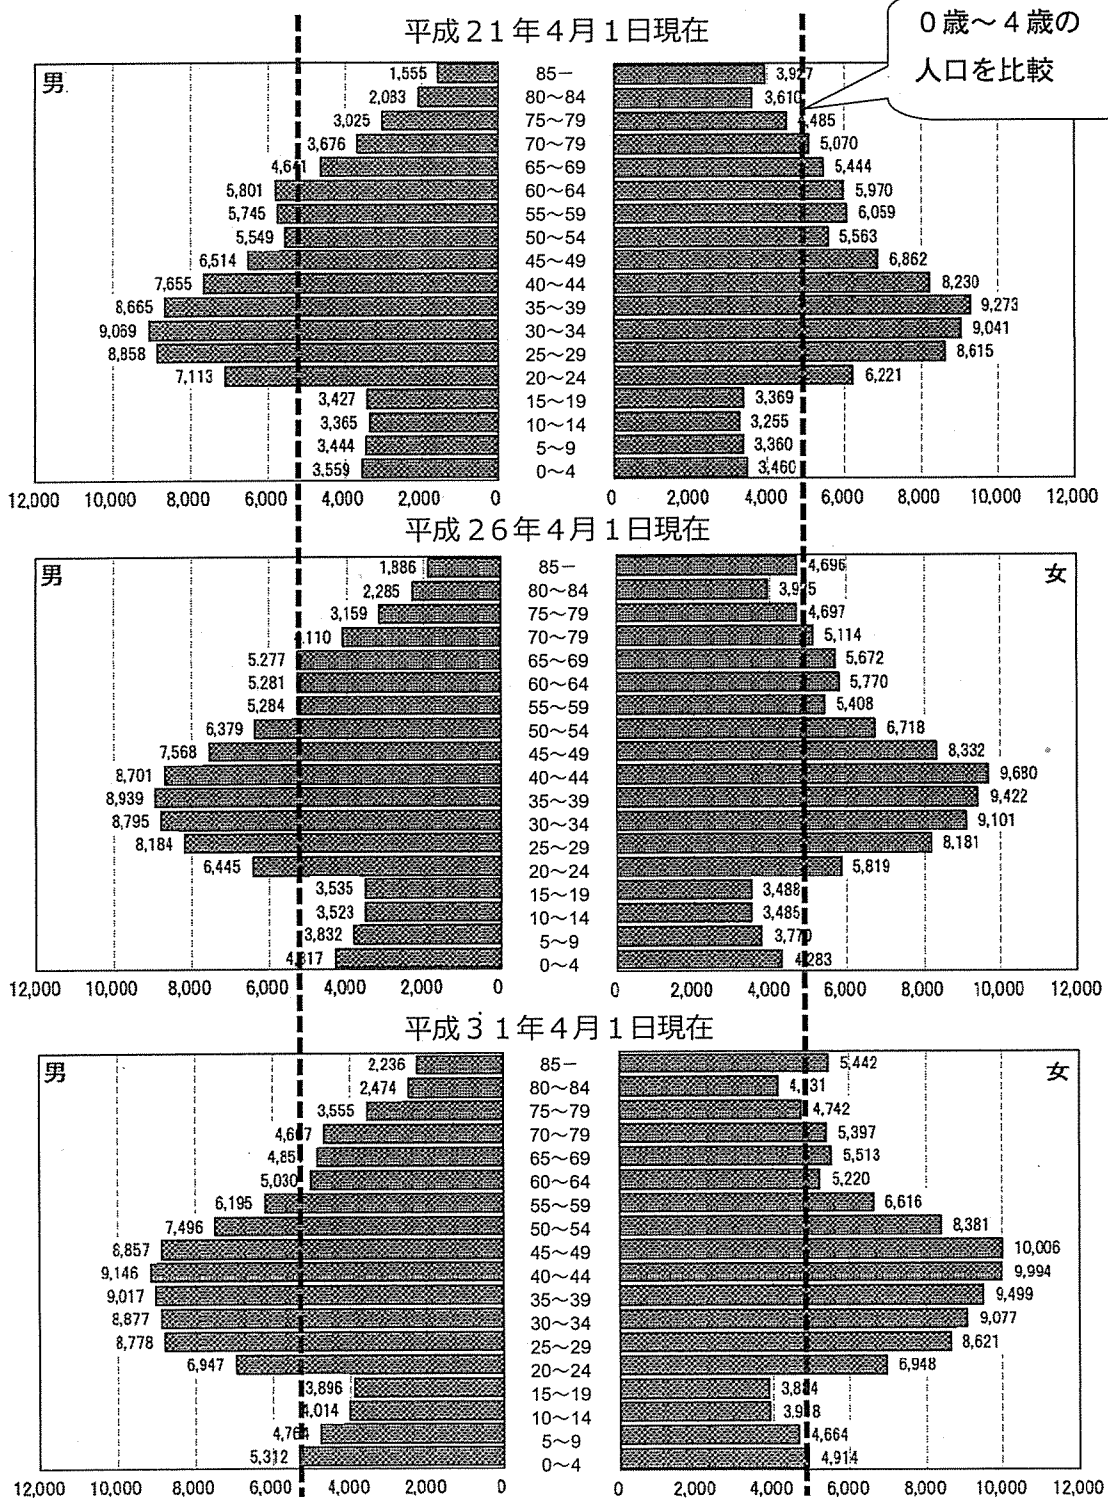 平成21年4月1日現在
0歳～4歳の
人口を比較
男
1,555 85－ 3,927
2,083 80～84 3,610
3,025 75～79 4,485
3,676 70～79 5,070
65～69 5,444
5,801 60～64 5,970
5,745 55～59 6,059
5,549 50～54 5,563
6,514 45～49 6,862
7,655 40～44 8,230
8,665 35～39 9,273
9,069 30～34 9,041
8,858 25～29 8,615
7,113 20～24 6,221
3,427 15～19 3,369
3,365 10～14 3,255
3,444 5～9 3,360
3,559 0～4 3,460
12,000 10,000 8,000 6,000 4,000 2,000 0 0 2,000 4,000 6,000 8,000 10,000 12,000
平成26年4月1日現在
男 女
1,886 85－ 4,696
2,285 80～84
3,159 75～79 4,697
70～79 5,114
5,277 65～69 5,672
5,281 60～64 5,770
5,284 55～59 5,408
6,379 50～54 6,718
7,568 45～49 8,332
8,701 40～44 9,680
8,939 35～39 9,422
8,795 30～34 9,101
8,184 25～29 8,181
6,445 20～24 5,819
3,535 15～19 3,488
3,523 10～14 3,485
3,832 5～9 3,770
0～4 4,283
12,000 10,000 8,000 6,000 4,000 2,000 0 0 2,000 4,000 6,000 8,000 10,000 12,000
平成31年4月1日現在
男 女
2,236 85－ 5,442
2,474 80～84
3,555 75～79 4,742
70～79 5,397
65～69 5,513
5,030 60～64 5,220
6,195 55～59 6,616
7,496 50～54 8,381
8,857 45～49 10,006
9,146 40～44 9,994
9,017 35～39 9,499
8,877 30～34 9,077
8,778 25～29 8,621
6,947 20～24 6,948
3,896 15～19
4,014 10～14
4,764 5～9 4,664
5,312 0～4 4,914
12,000 10,000 8,000 6,000 4,000 2,000 0 0 2,000 4,000 6,000 8,000 10,000 12,000